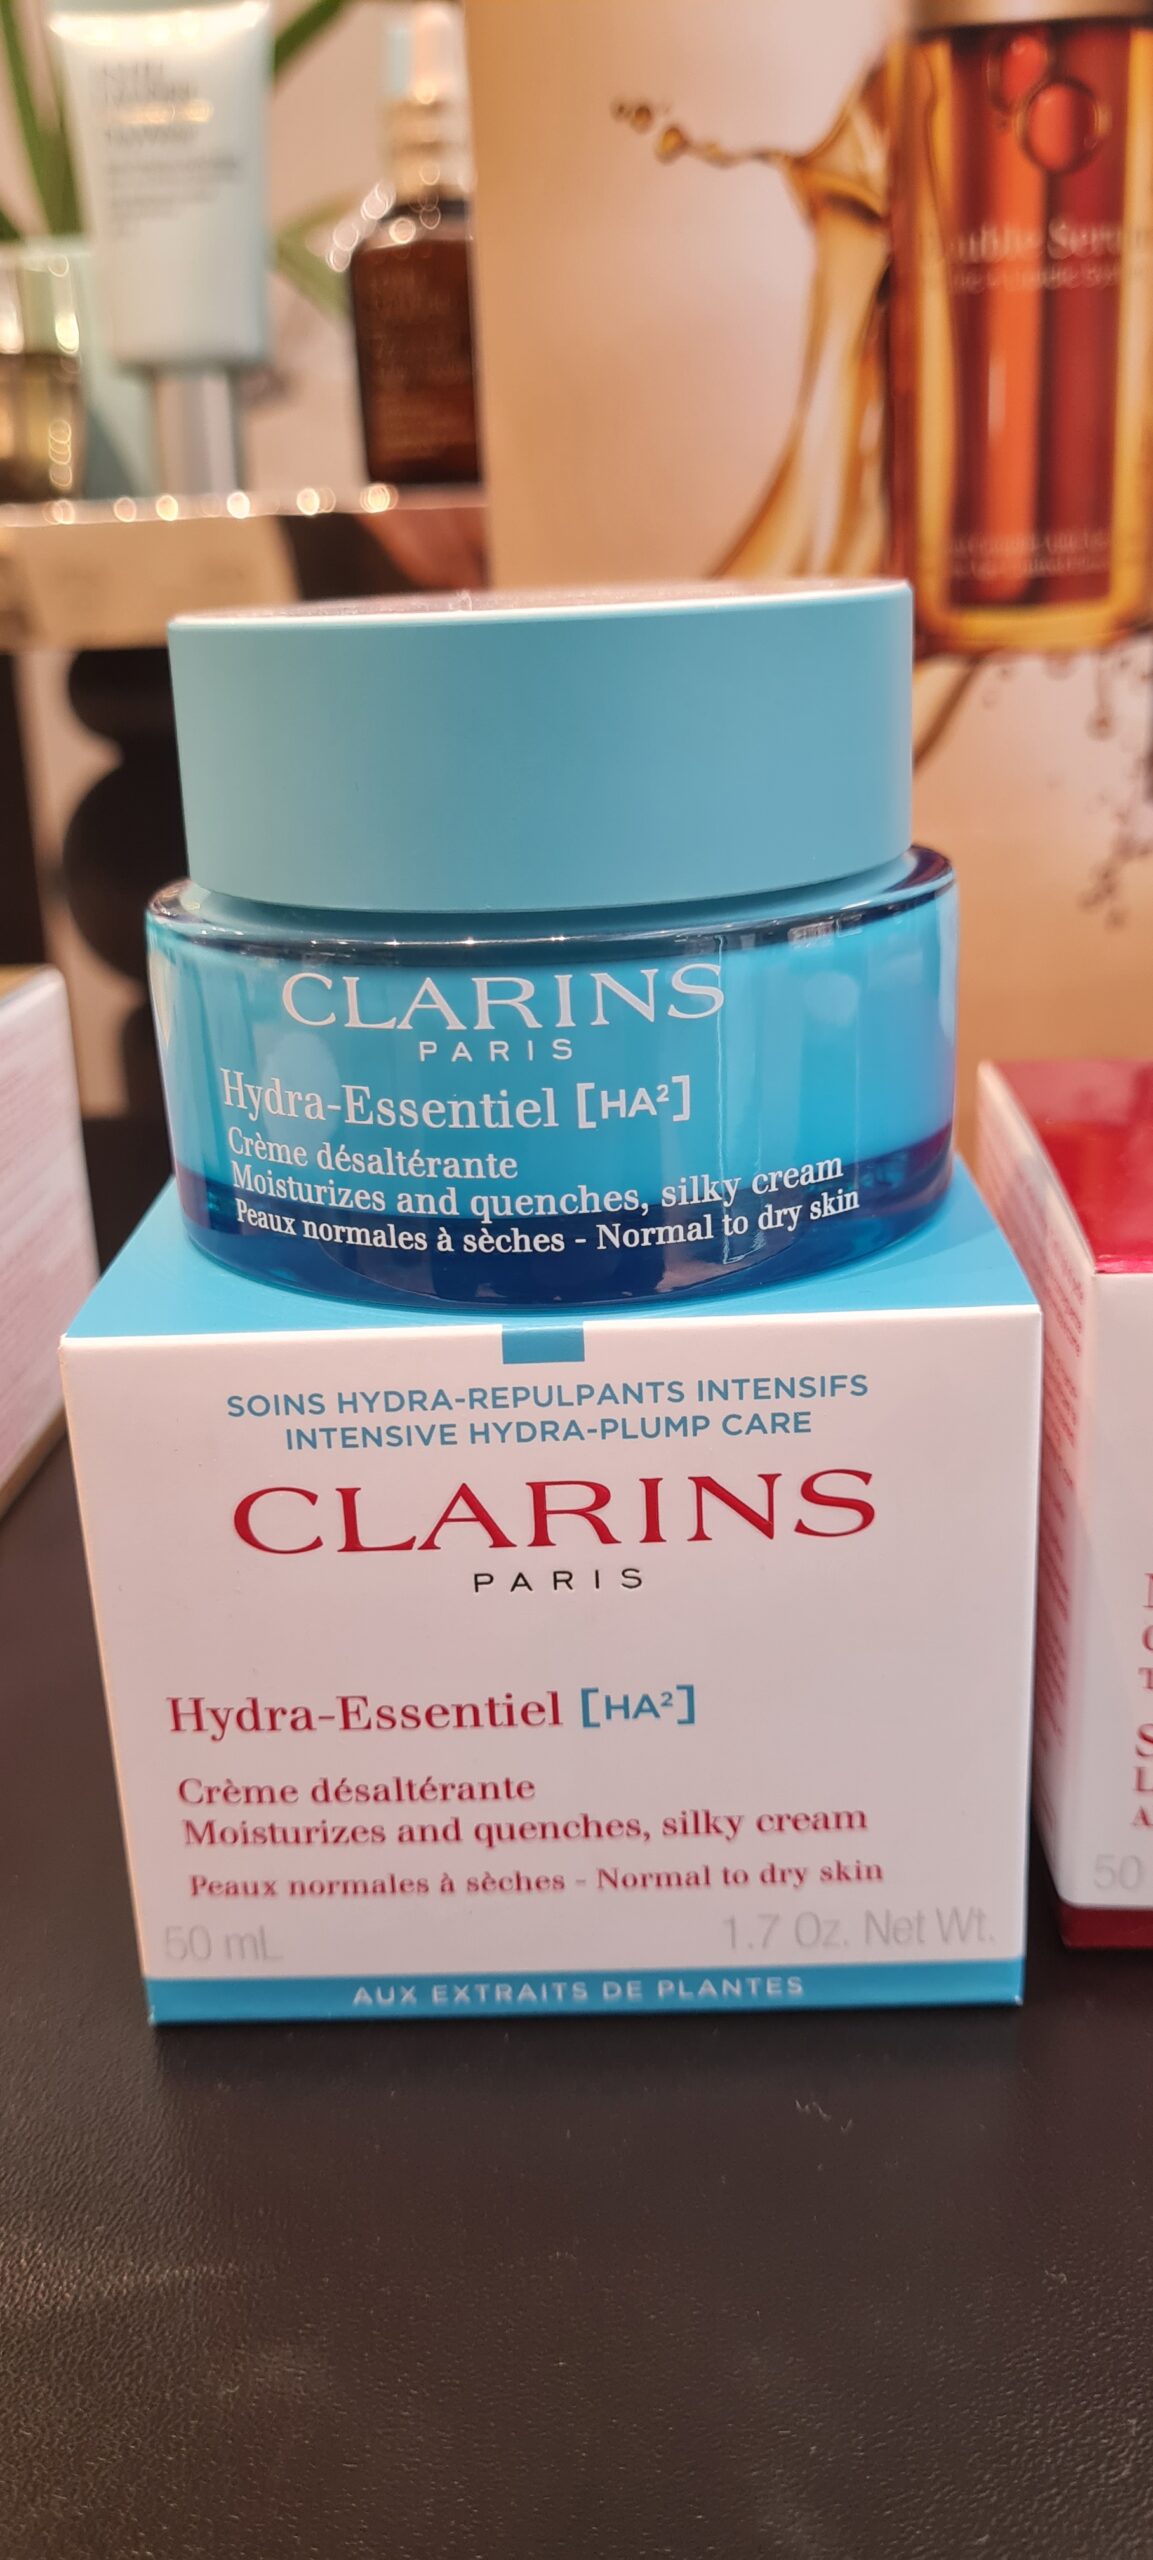 Double Serum
CLARINS
PARIS
Hydra-Essentiel [HA²]
Crème désaltérante
Moisturizes and quenches, silky cream
Peaux normales à sèches - Normal to dry skin
SOINS HYDRA-REPULPANTS INTENSIFS
INTENSIVE HYDRA-PLUMP CARE
CLARINS
PARIS
Hydra-Essentiel [HA²]
Crème désaltérante
Moisturizes and quenches, silky cream
Peaux normales à sèches - Normal to dry skin
50 mL 1.7 Oz. Net Wt.
AUX EXTRAITS DE PLANTES
50